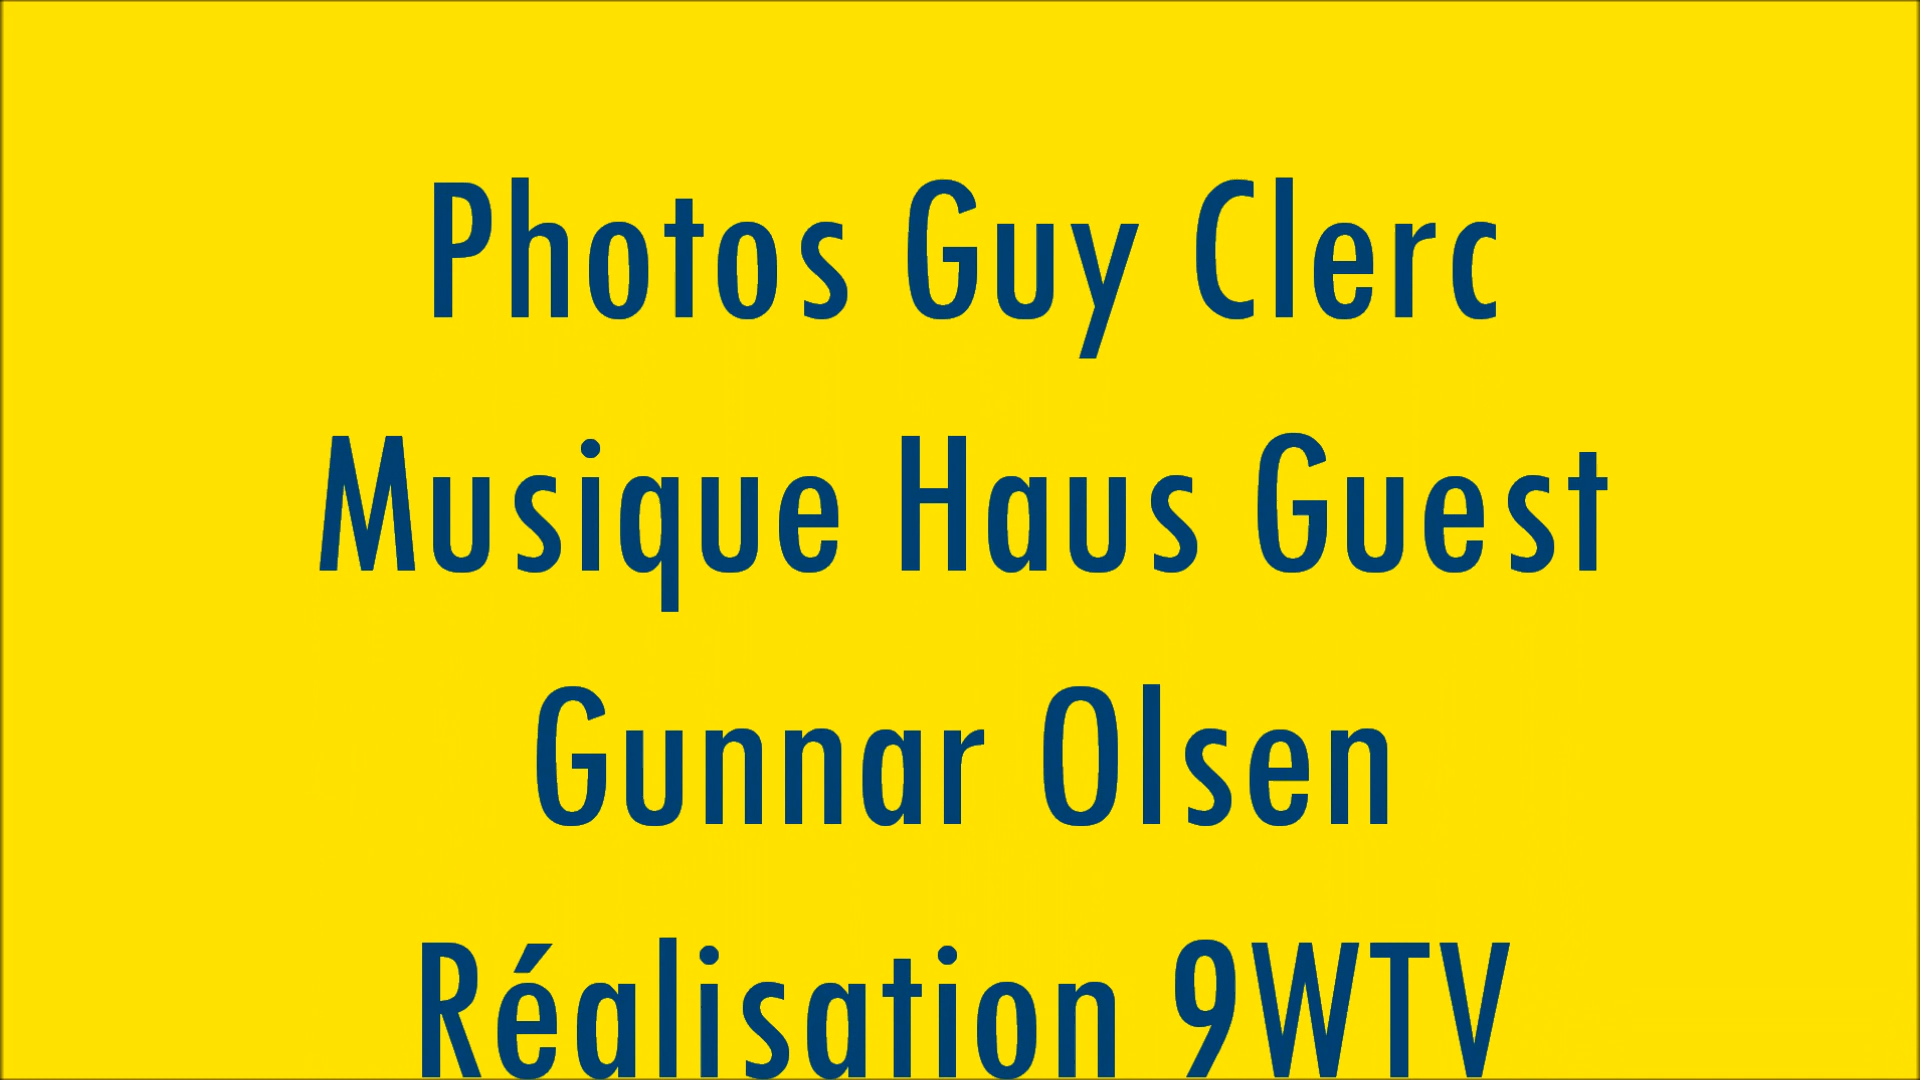 Photos Guy Clerc
Musique Haus Guest
Gunnar Olsen
Réalisation 9WTV